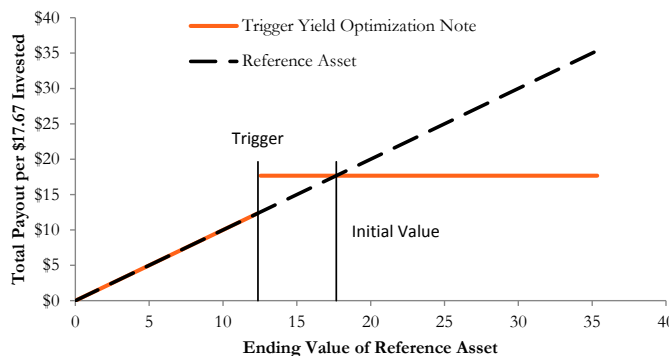 Total Payout per $17.67 Invested
$40
$35
$30
$25
$20
$15
$10
$5
$0
Trigger Yield Optimization Note
Reference Asset
Trigger
Initial Value
0 5 10 15 20 25 30 35 40
Ending Value of Reference Asset